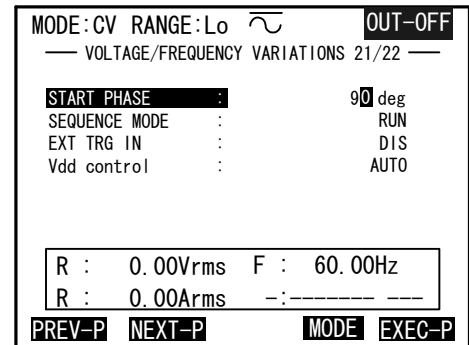 MODE:CV RANGE:Lo OUT-OFF
VOLTAGE/FREQUENCY VARIATIONS 21/22
START PHASE : 90 deg
SEQUENCE MODE : RUN
EXT TRG IN : DIS
Vdd control : AUTO
R : 0.00Vrms F : 60.00Hz
R : 0.00Arms -:------- ---
PREV-P NEXT-P MODE EXEC-P